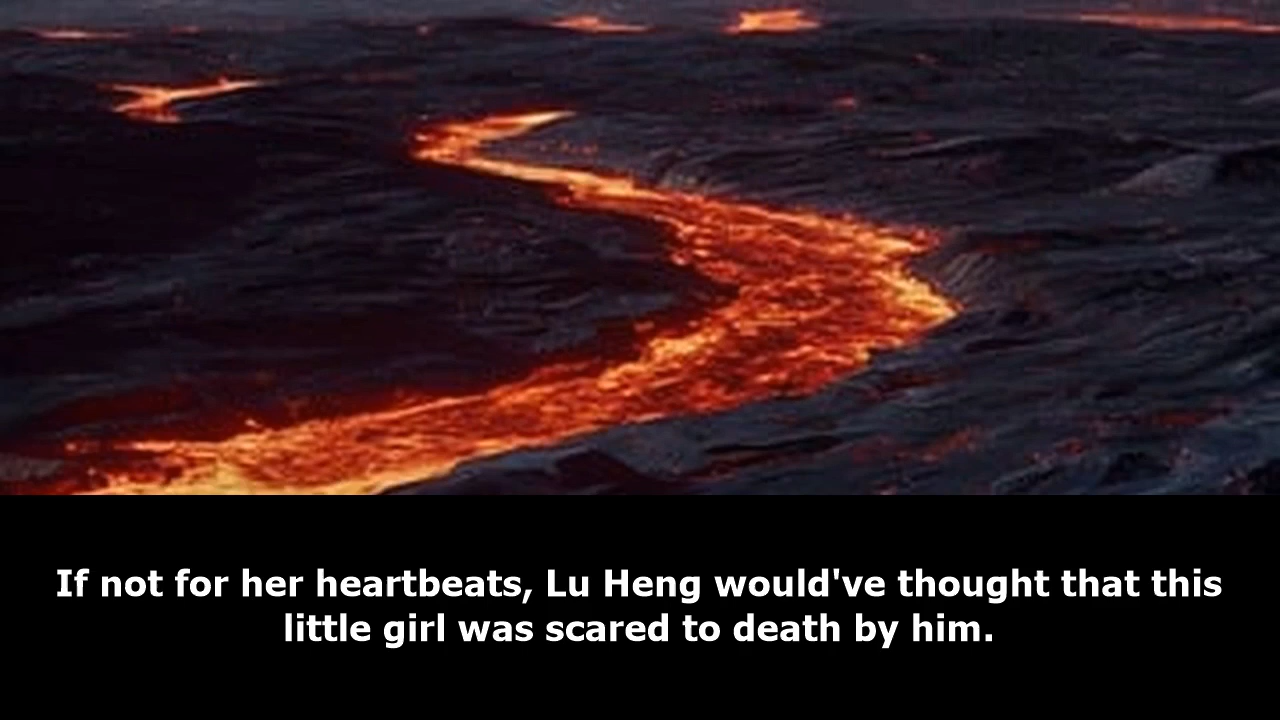 If not for her heartbeats, Lu Heng would've thought that this
little girl was scared to death by him.